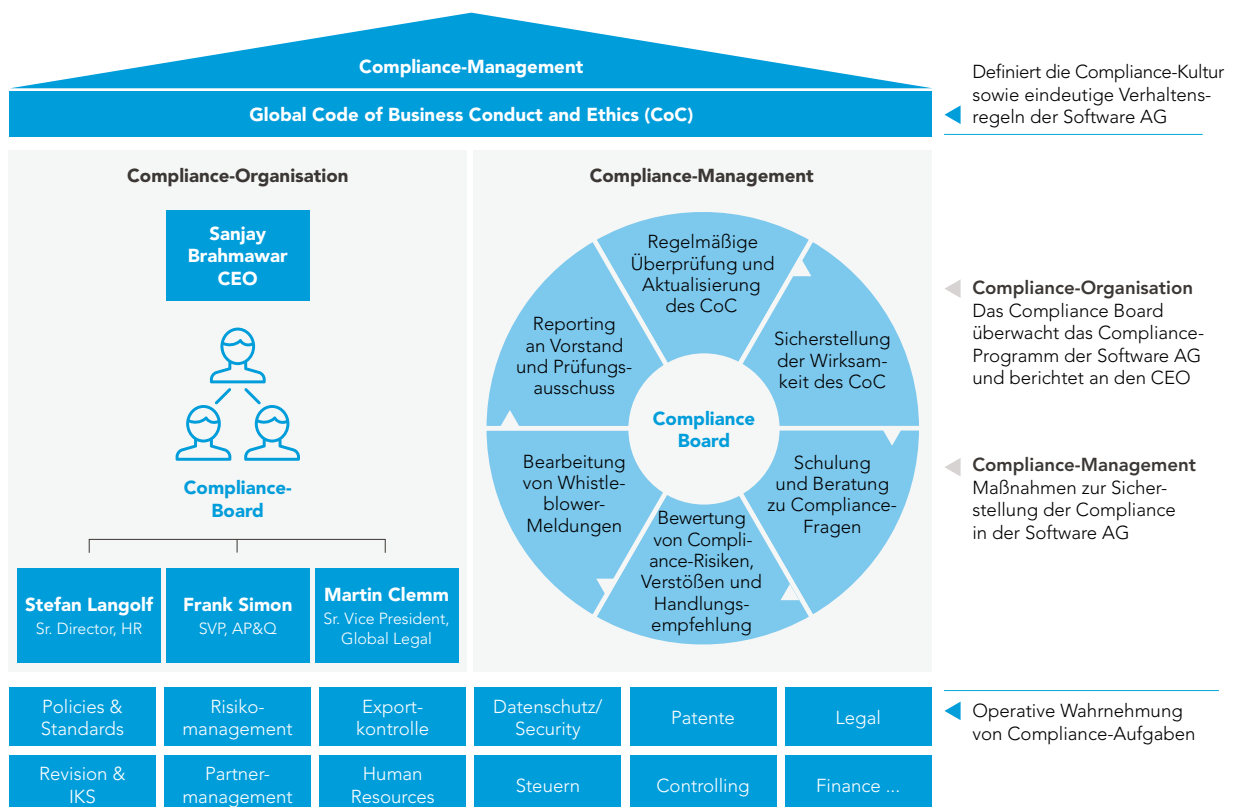 Compliance-Management
Global Code of Business Conduct and Ethics (CoC)
Definiert die Compliance-Kultur
sowie eindeutige Verhaltens-
regeln der Software AG
Compliance-Organisation
Sanjay
Brahmawar
CEO
Compliance-
Board
Stefan Langolf
Sr. Director, HR
Frank Simon
SVP, AP&Q
Martin Clemm
Sr. Vice President,
Global Legal
Compliance-Management
Regelmäßige
Überprüfung und
Aktualisierung
des CoC
Sicherstellung
der Wirksam-
keit des CoC
Schulung
und Beratung
zu Compliance-
Fragen
Bewertung
von Compli-
ance-Risiken,
Verstößen und
Handlungs-
empfehlung
Bearbeitung
von Whistle-
blower-
Meldungen
Reporting
an Vorstand
und Prüfungs-
ausschuss
Compliance
Board
Compliance-Organisation
Das Compliance Board
überwacht das Compliance-
Programm der Software AG
und berichtet an den CEO
Compliance-Management
Maßnahmen zur Sicher-
stellung der Compliance
in der Software AG
Policies &
Standards
Risiko-
management
Export-
kontrolle
Datenschutz/
Security
Patente
Legal
Revision &
IKS
Partner-
management
Human
Resources
Steuern
Controlling
Finance ...
Operative Wahrnehmung
von Compliance-Aufgaben